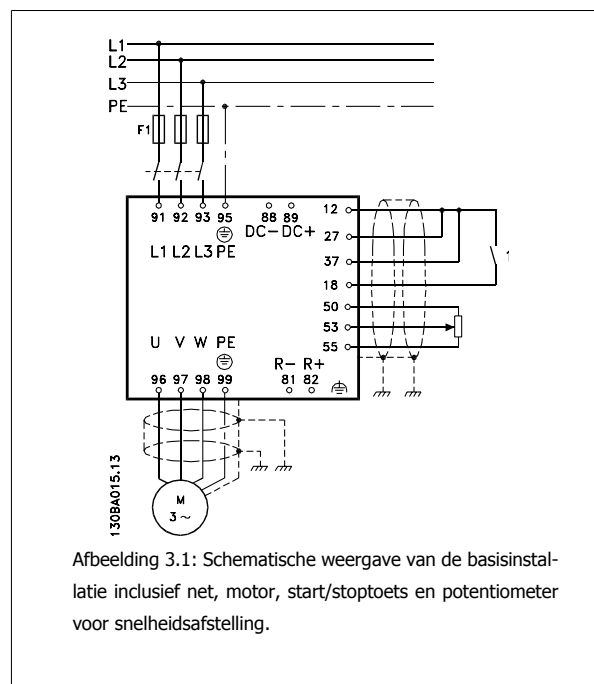 L1
L2
L3
PE
F1
91 92 93 95 88 89 12
DC- DC+
27
L1 L2 L3 PE
37
18
50
U V W PE
53
R- R+
55
96 97 98 99 81 82
M
3 ~
130BA015.13
Afbeelding 3.1: Schematische weergave van de basisinstal-
latie inclusief net, motor, start/stoptoets en potentiometer
voor snelheidsafstelling.